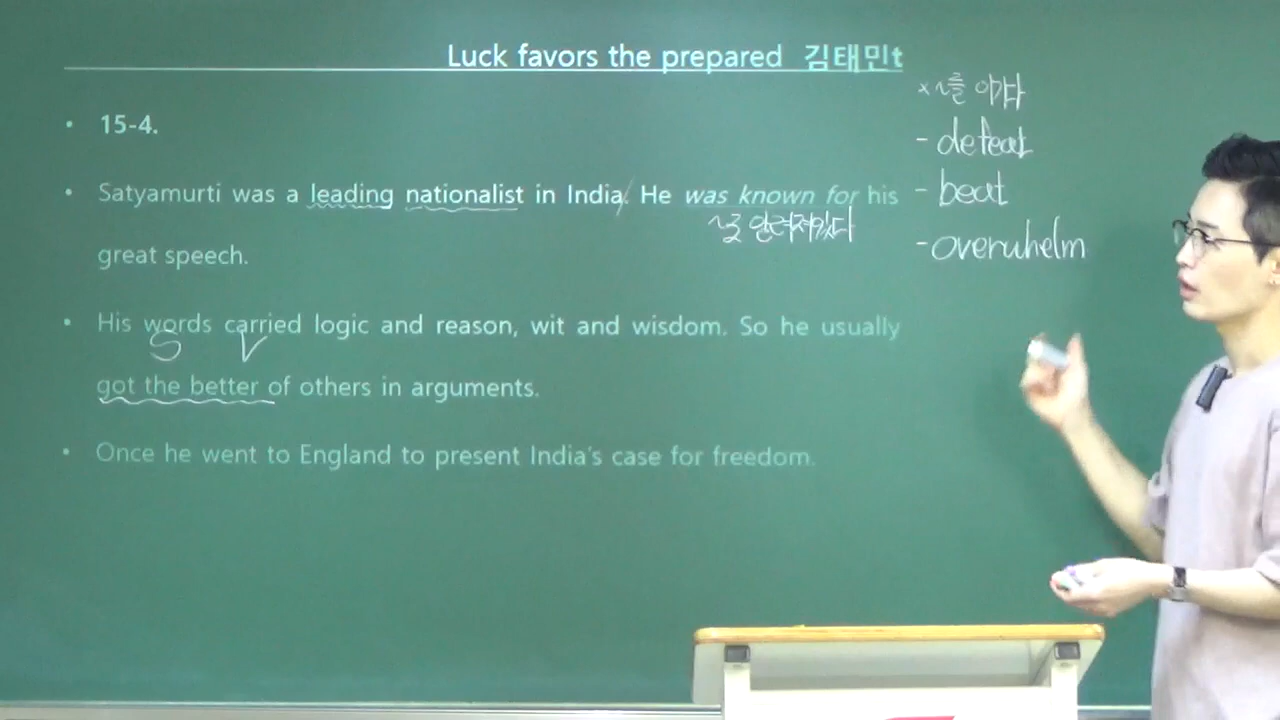 Luck favors the prepared 김태민t
• 15-4.
• Satyamurti was a leading nationalist in India. He was known for his
~로 알려져있다
great speech.
• His words carried logic and reason, wit and wisdom. So he usually
S V
got the better of others in arguments.
• Once he went to England to present India's case for freedom.
× ~를 이기다
- defeat
- beat
- overwhelm